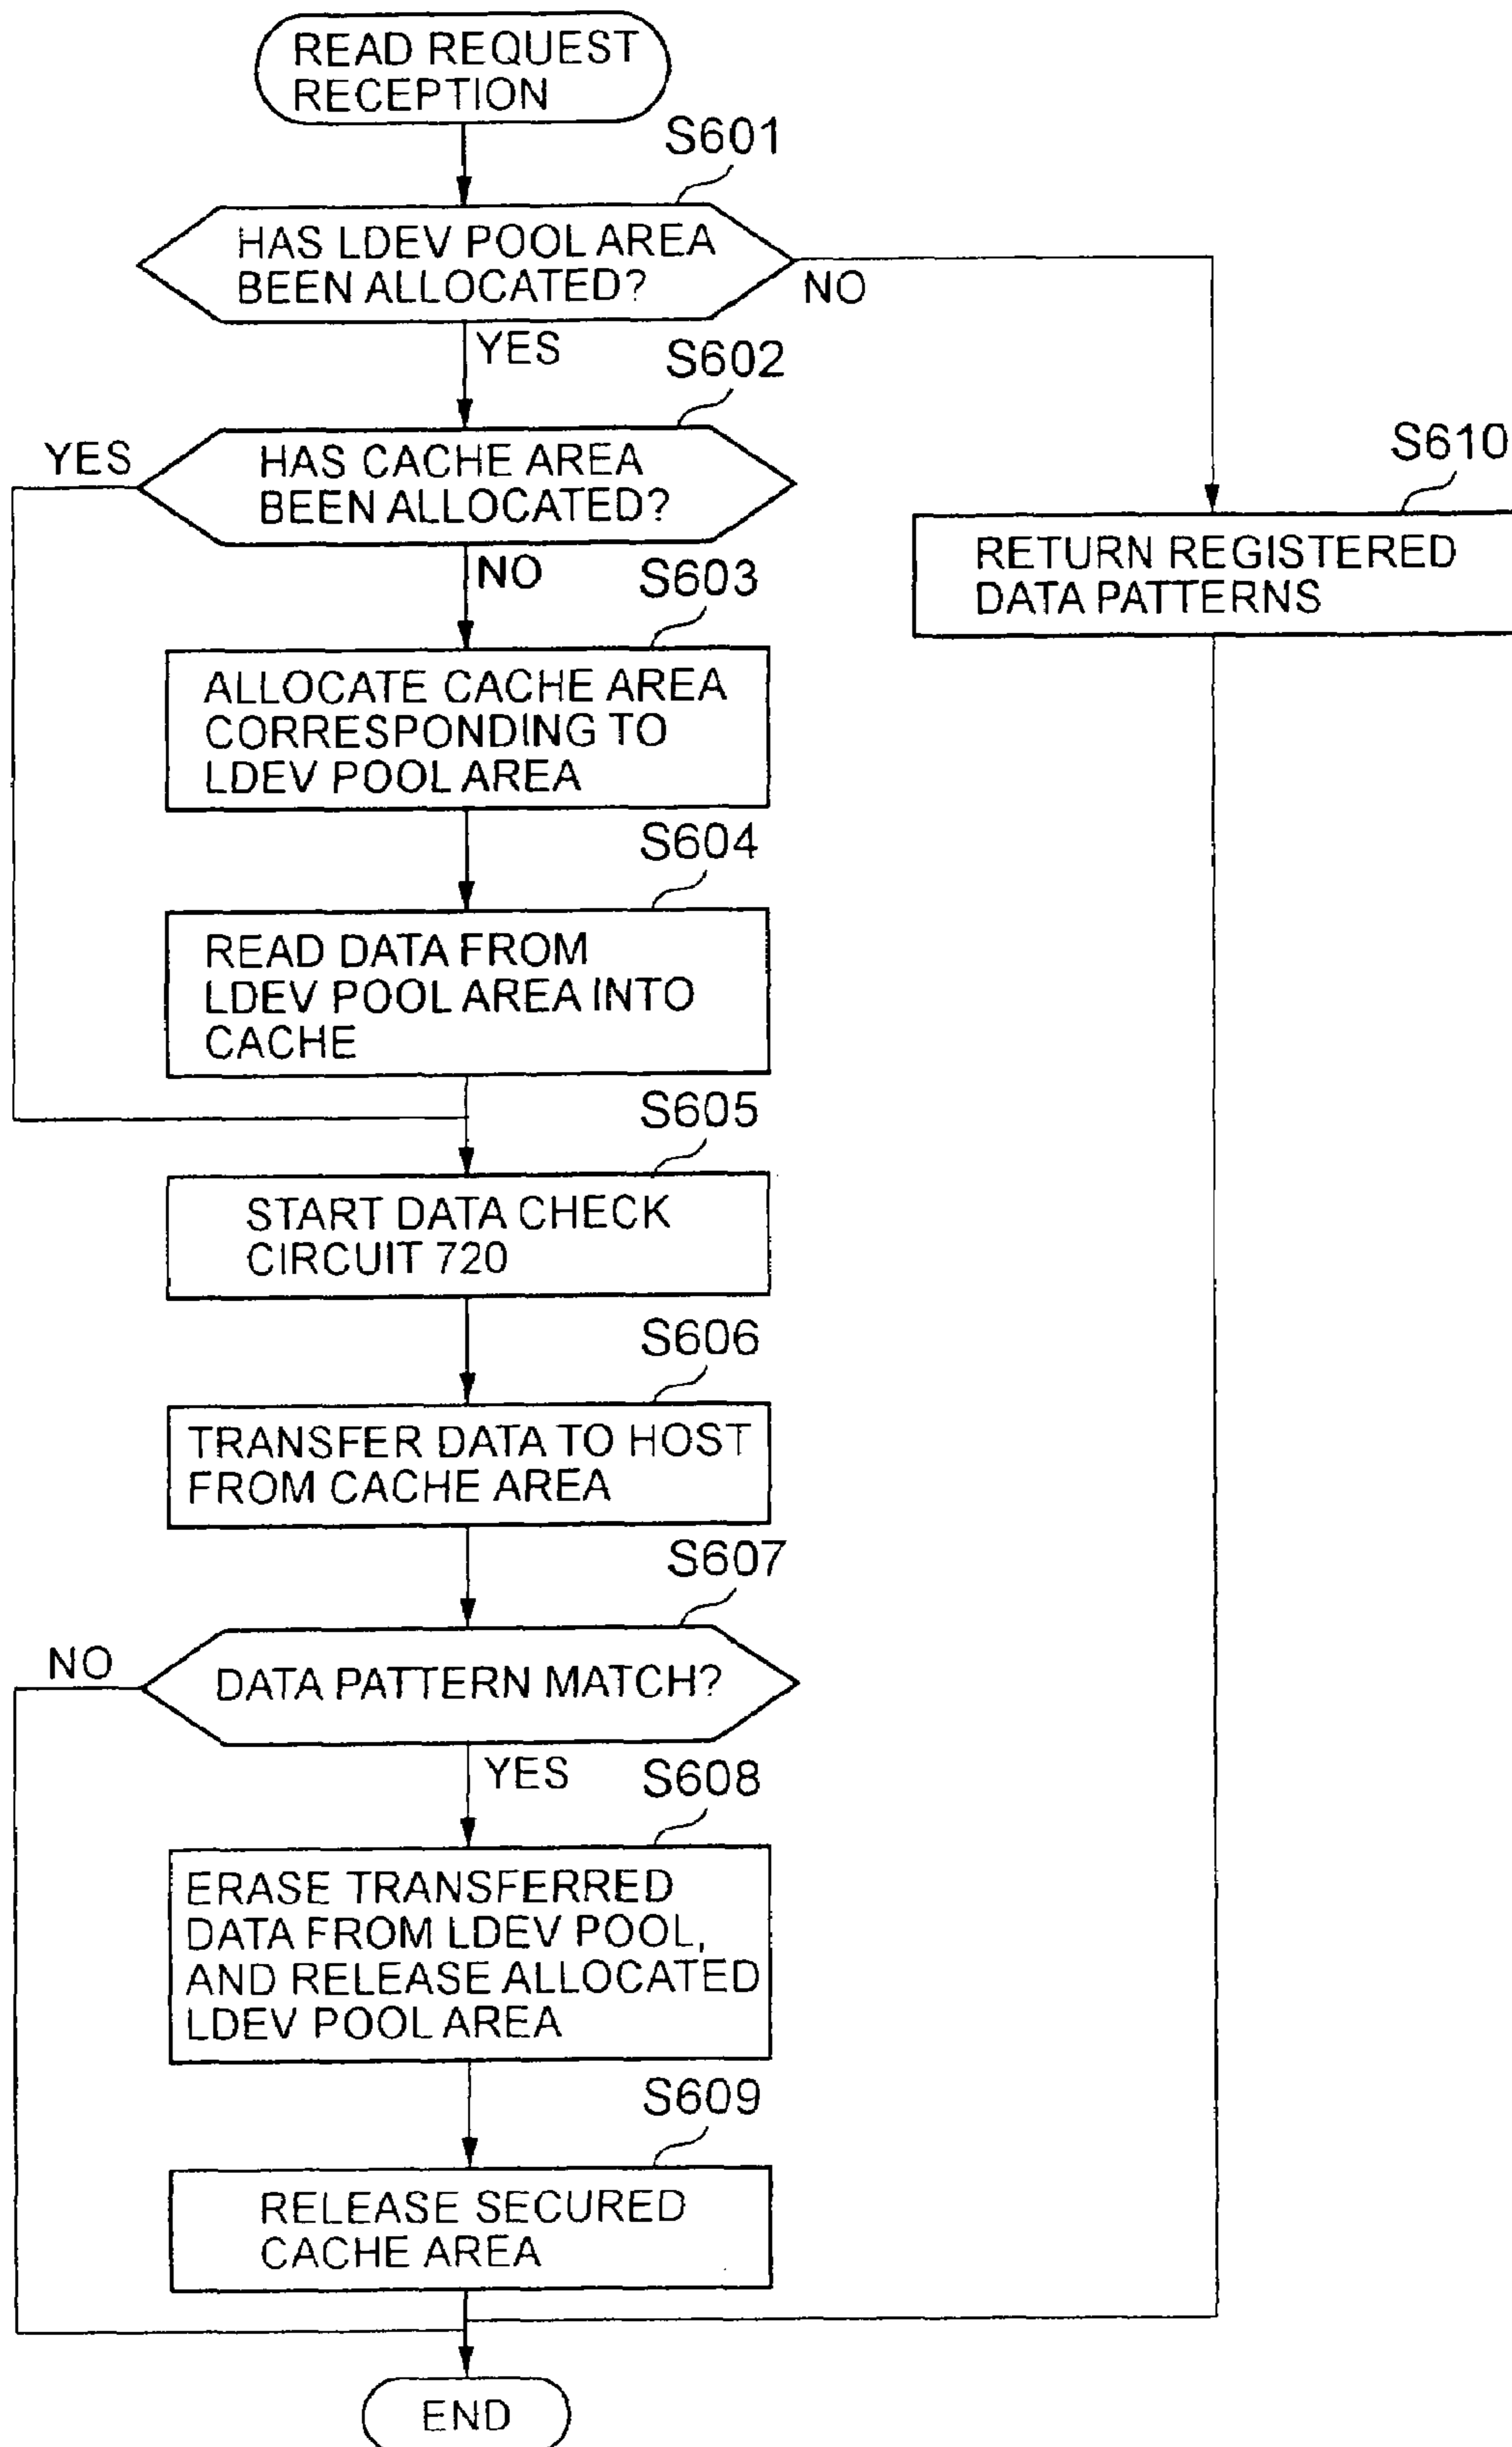 READ REQUEST
RECEPTION
S601
HAS LDEV POOL AREA
BEEN ALLOCATED?
NO
YES
S602
YES
HAS CACHE AREA
BEEN ALLOCATED?
S610
RETURN REGISTERED
DATA PATTERNS
NO
S603
ALLOCATE CACHE AREA
CORRESPONDING TO
LDEV POOL AREA
S604
READ DATA FROM
LDEV POOL AREA INTO
CACHE
S605
START DATA CHECK
CIRCUIT 720
S606
TRANSFER DATA TO HOST
FROM CACHE AREA
S607
NO
DATA PATTERN MATCH?
YES
S608
ERASE TRANSFERRED
DATA FROM LDEV POOL,
AND RELEASE ALLOCATED
LDEV POOL AREA
S609
RELEASE SECURED
CACHE AREA
END